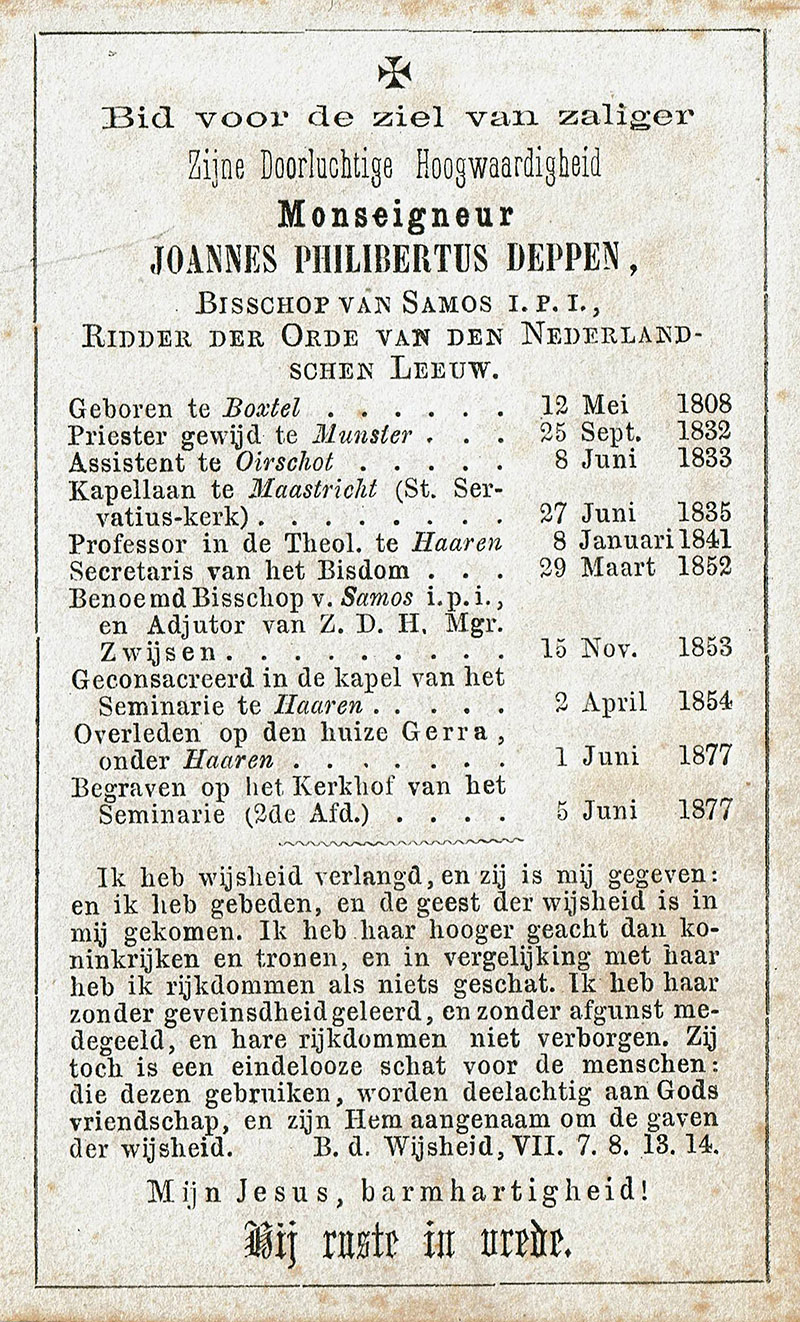 ✠
Bid voor de ziel van zaliger
Zijne Doorluchtige Hoogwaardigheid
Monseigneur
JOANNES PHILIBERTUS DEPPEN,
BISSCHOP VAN SAMOS I. P. I.,
RIDDER DER ORDE VAN DEN NEDERLAND-
SCHEN LEEUW.
Geboren te Boxtel . . . . . . 12 Mei 1808
Priester gewijd te Munster . . . 25 Sept. 1832
Assistent te Oirschot . . . . . 8 Juni 1833
Kapellaan te Maastricht (St. Ser-
vatius-kerk) . . . . . . . . 27 Juni 1835
Professor in de Theol. te Haaren 8 Januari 1841
Secretaris van het Bisdom . . . 29 Maart 1852
Benoemd Bisschop v. Samos i.p.i.,
en Adjutor van Z. D. H. Mgr.
Zwijsen . . . . . . . . . 15 Nov. 1853
Geconsacreerd in de kapel van het
Seminarie te Haaren . . . . . 2 April 1854
Overleden op den huize Gerra,
onder Haaren . . . . . . . 1 Juni 1877
Begraven op het Kerkhof van het
Seminarie (2de Afd.) . . . . 5 Juni 1877
Ik heb wijsheid verlangd, en zij is mij gegeven:
en ik heb gebeden, en de geest der wijsheid is in
mij gekomen. Ik heb haar hooger geacht dan ko-
ninkrijken en tronen, en in vergelijking met haar
heb ik rijkdommen als niets geschat. Ik heb haar
zonder geveinsdheid geleerd, en zonder afgunst me-
degeeld, en hare rijkdommen niet verborgen. Zij
toch is een eindelooze schat voor de menschen:
die dezen gebruiken, worden deelachtig aan Gods
vriendschap, en zijn Hem aangenaam om de gaven
der wijsheid. B. d. Wijsheid, VII. 7. 8. 13. 14.
Mijn Jesus, barmhartigheid!
Hij ruste in vrede.